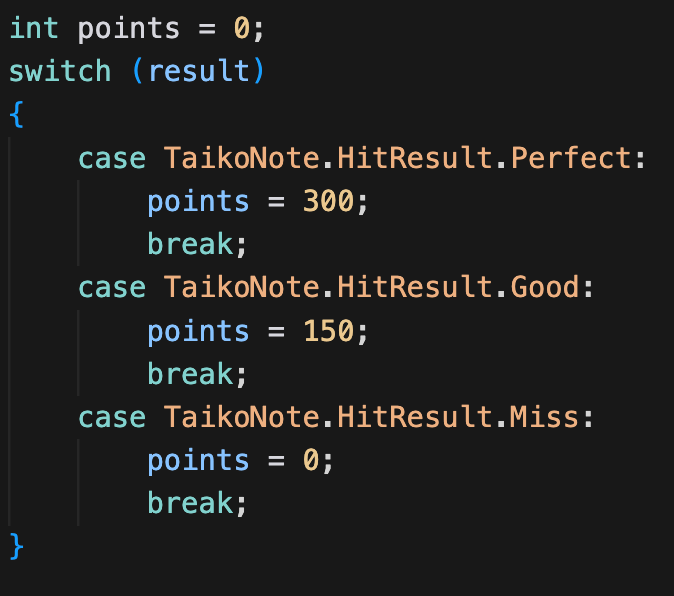 int points = 0;
switch (result)
{
    case TaikoNote.HitResult.Perfect:
        points = 300;
        break;
    case TaikoNote.HitResult.Good:
        points = 150;
        break;
    case TaikoNote.HitResult.Miss:
        points = 0;
        break;
}